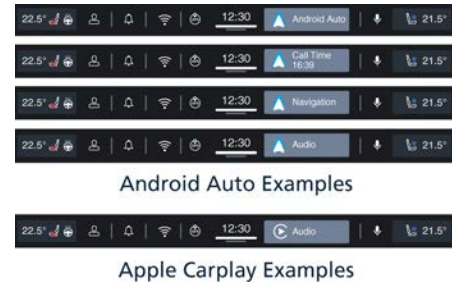 22.5° 12:30 Android Auto 21.5°
22.5° 12:30 Call Time 21.5°
16:39
22.5° 12:30 Navigation 21.5°
22.5° 12:30 Audio 21.5°
Android Auto Examples
22.5° 12:30 Audio 21.5°
Apple Carplay Examples